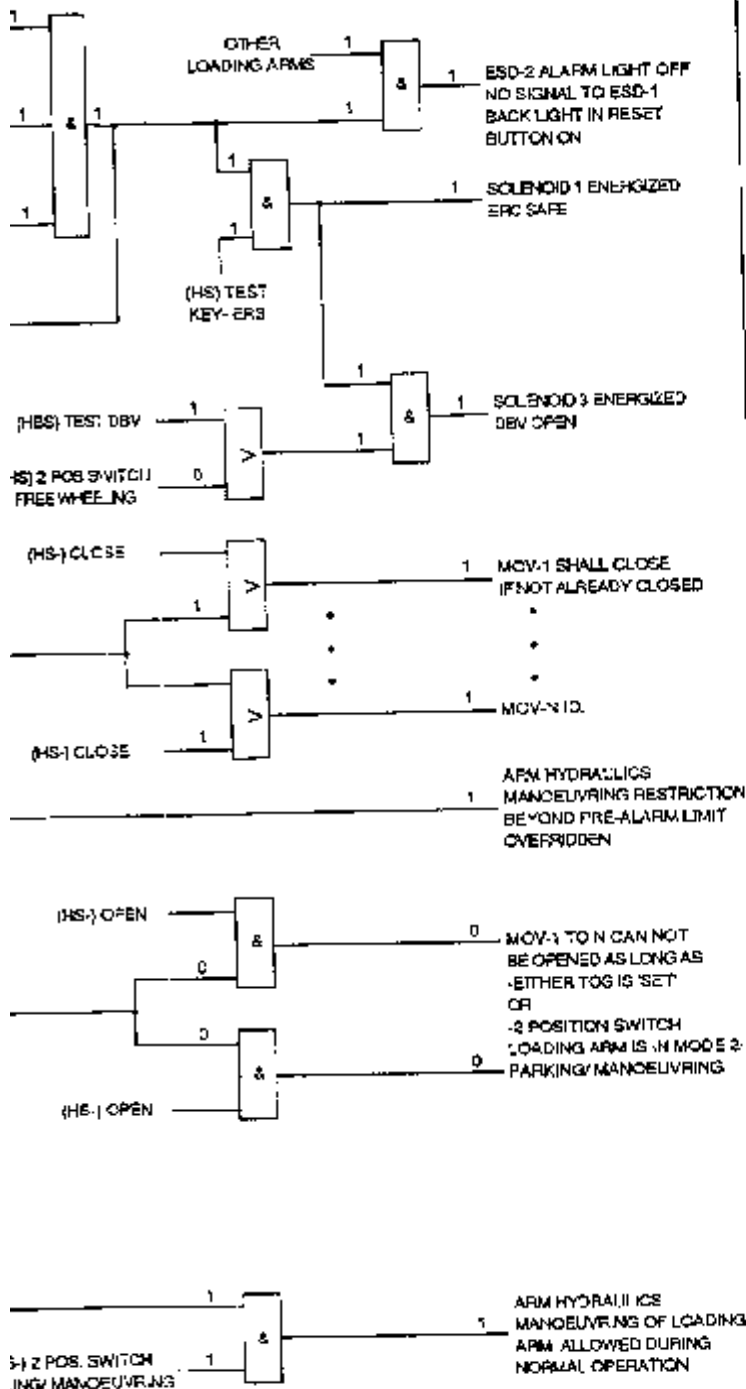 1
OTHER
LOADING ARMS
1
&
1
ESD-2 ALARM LIGHT OFF
NO SIGNAL TO ESD-1
BACK LIGHT IN RESET
BUTTON ON
1
&
1
1
1
&
1
SOLENOID 1 ENERGIZED
ERC SAFE
1
1
(HS) TEST
KEY- ERS
1
&
1
SOLENOID 3 ENERGIZED
DBV OPEN
(HBS) TEST DBV
1
>
1
HS) 2 POS. SWITCH
FREE WHEELING
0
(HS-) CLOSE
>
1
MOV-1 SHALL CLOSE
IF NOT ALREADY CLOSED
1
>
1
MOV-N ID.
(HS-) CLOSE
1
1
ARM HYDRAULICS
MANOEUVRING RESTRICTION
BEYOND PRE-ALARM LIMIT
OVERRIDDEN
(HS-) OPEN
&
0
MOV-1 TO N CAN NOT
BE OPENED AS LONG AS
-EITHER TOG IS 'SET'
OR
-2 POSITION SWITCH
LOADING ARM IS IN MODE 2-
PARKING/ MANOEUVRING
0
0
&
0
(HS-) OPEN
1
&
1
ARM HYDRAULICS
MANOEUVRING OF LOADING
ARM ALLOWED DURING
NORMAL OPERATION
S-) 2 POS. SWITCH
ING/ MANOEUVRING
1